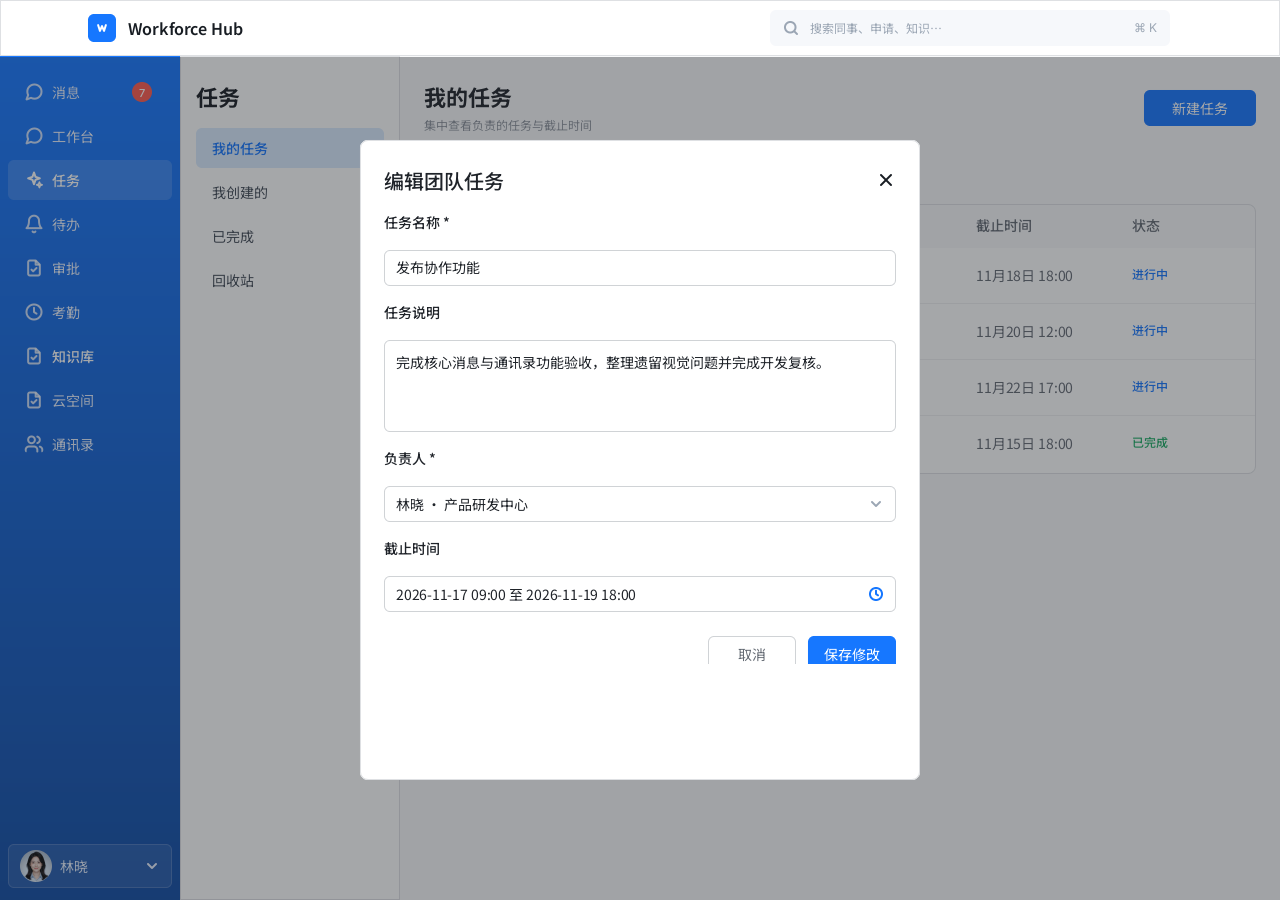 Workforce Hub
搜索同事、申请、知识…
⌘ K
消息
7
工作台
任务
待办
审批
考勤
知识库
云空间
通讯录
林晓
任务
我的任务
我创建的
已完成
回收站
我的任务
集中查看负责的任务与截止时间
新建任务
截止时间
状态
11月18日 18:00
进行中
11月20日 12:00
进行中
11月22日 17:00
进行中
11月15日 18:00
已完成
编辑团队任务
任务名称 *
发布协作功能
任务说明
完成核心消息与通讯录功能验收，整理遗留视觉问题并完成开发复核。
负责人 *
林晓 · 产品研发中心
截止时间
2026-11-17 09:00 至 2026-11-19 18:00
取消
保存修改